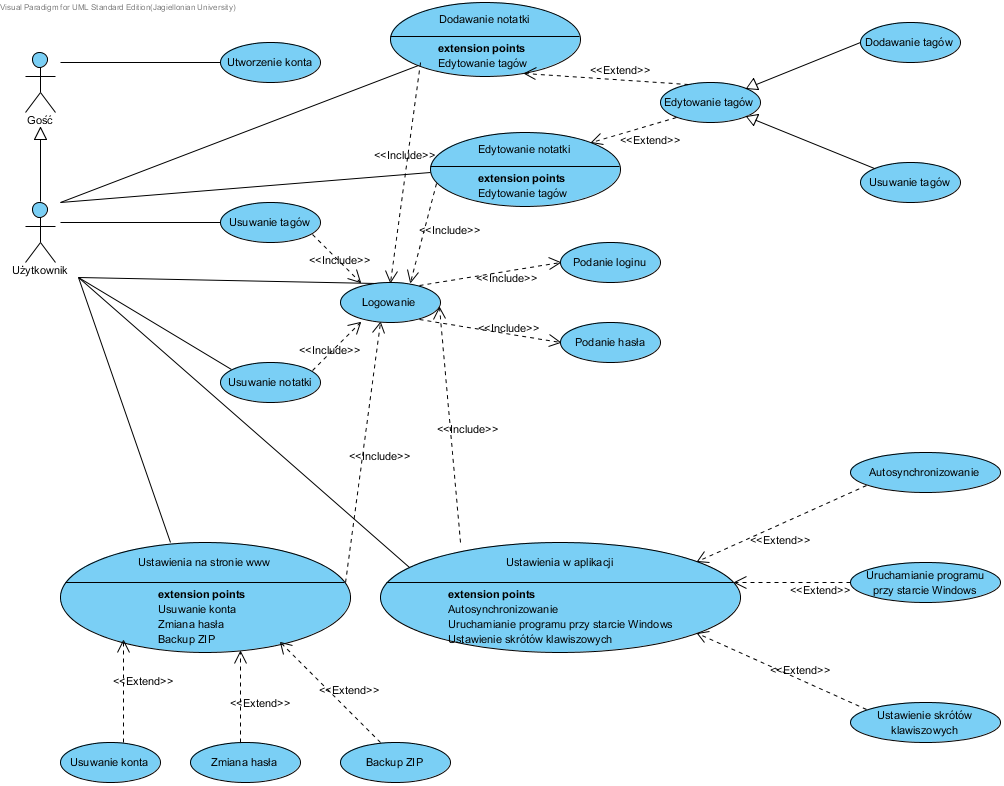 Visual Paradigm for UML Standard Edition(Jagiellonian University)
Dodawanie notatki
extension points
Edytowanie tagów
Utworzenie konta
Gość
<<Extend>>
Dodawanie tagów
Edytowanie tagów
<<Extend>>
<<Include>>
Edytowanie notatki
extension points
Edytowanie tagów
Usuwanie tagów
Użytkownik
Usuwanie tagów
<<Include>>
<<Include>>
Podanie loginu
<<Include>>
Logowanie
<<Include>>
Podanie hasła
<<Include>>
Usuwanie notatki
<<Include>>
<<Include>>
Autosynchronizowanie
<<Extend>>
Ustawienia na stronie www
extension points
Usuwanie konta
Zmiana hasła
Backup ZIP
Ustawienia w aplikacji
extension points
Autosynchronizowanie
Uruchamianie programu przy starcie Windows
Ustawienie skrótów klawiszowych
Uruchamianie programu
przy starcie Windows
<<Extend>>
<<Extend>>
<<Extend>>
<<Extend>>
<<Extend>>
Ustawienie skrótów
klawiszowych
Usuwanie konta
Zmiana hasła
Backup ZIP